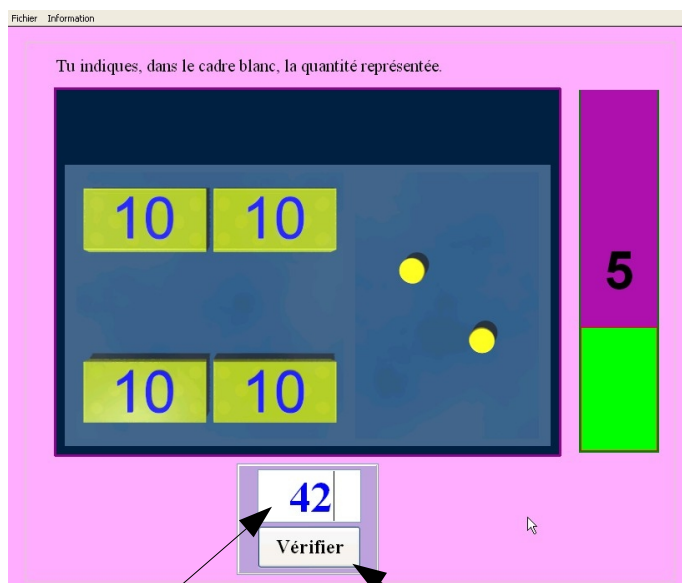 Fichier Information
Tu indiques, dans le cadre blanc, la quantité représentée.
10 10
5
10 10
42
Vérifier